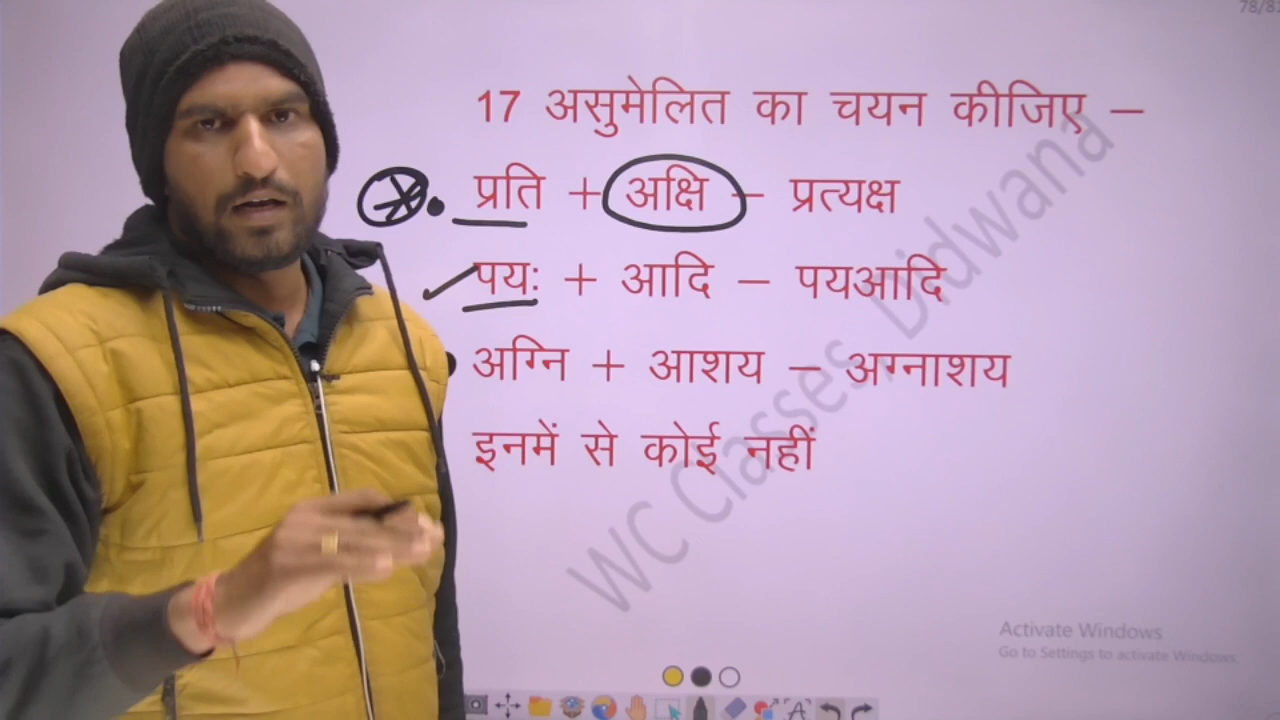 78/81
17 असुमेलित का चयन कीजिए –
प्रति + अक्षि – प्रत्यक्ष
पयः + आदि – पयआदि
अग्नि + आशय – अग्नाशय
इनमें से कोई नहीं
WC Classes, Didwana
Activate Windows
Go to Settings to activate Windows.